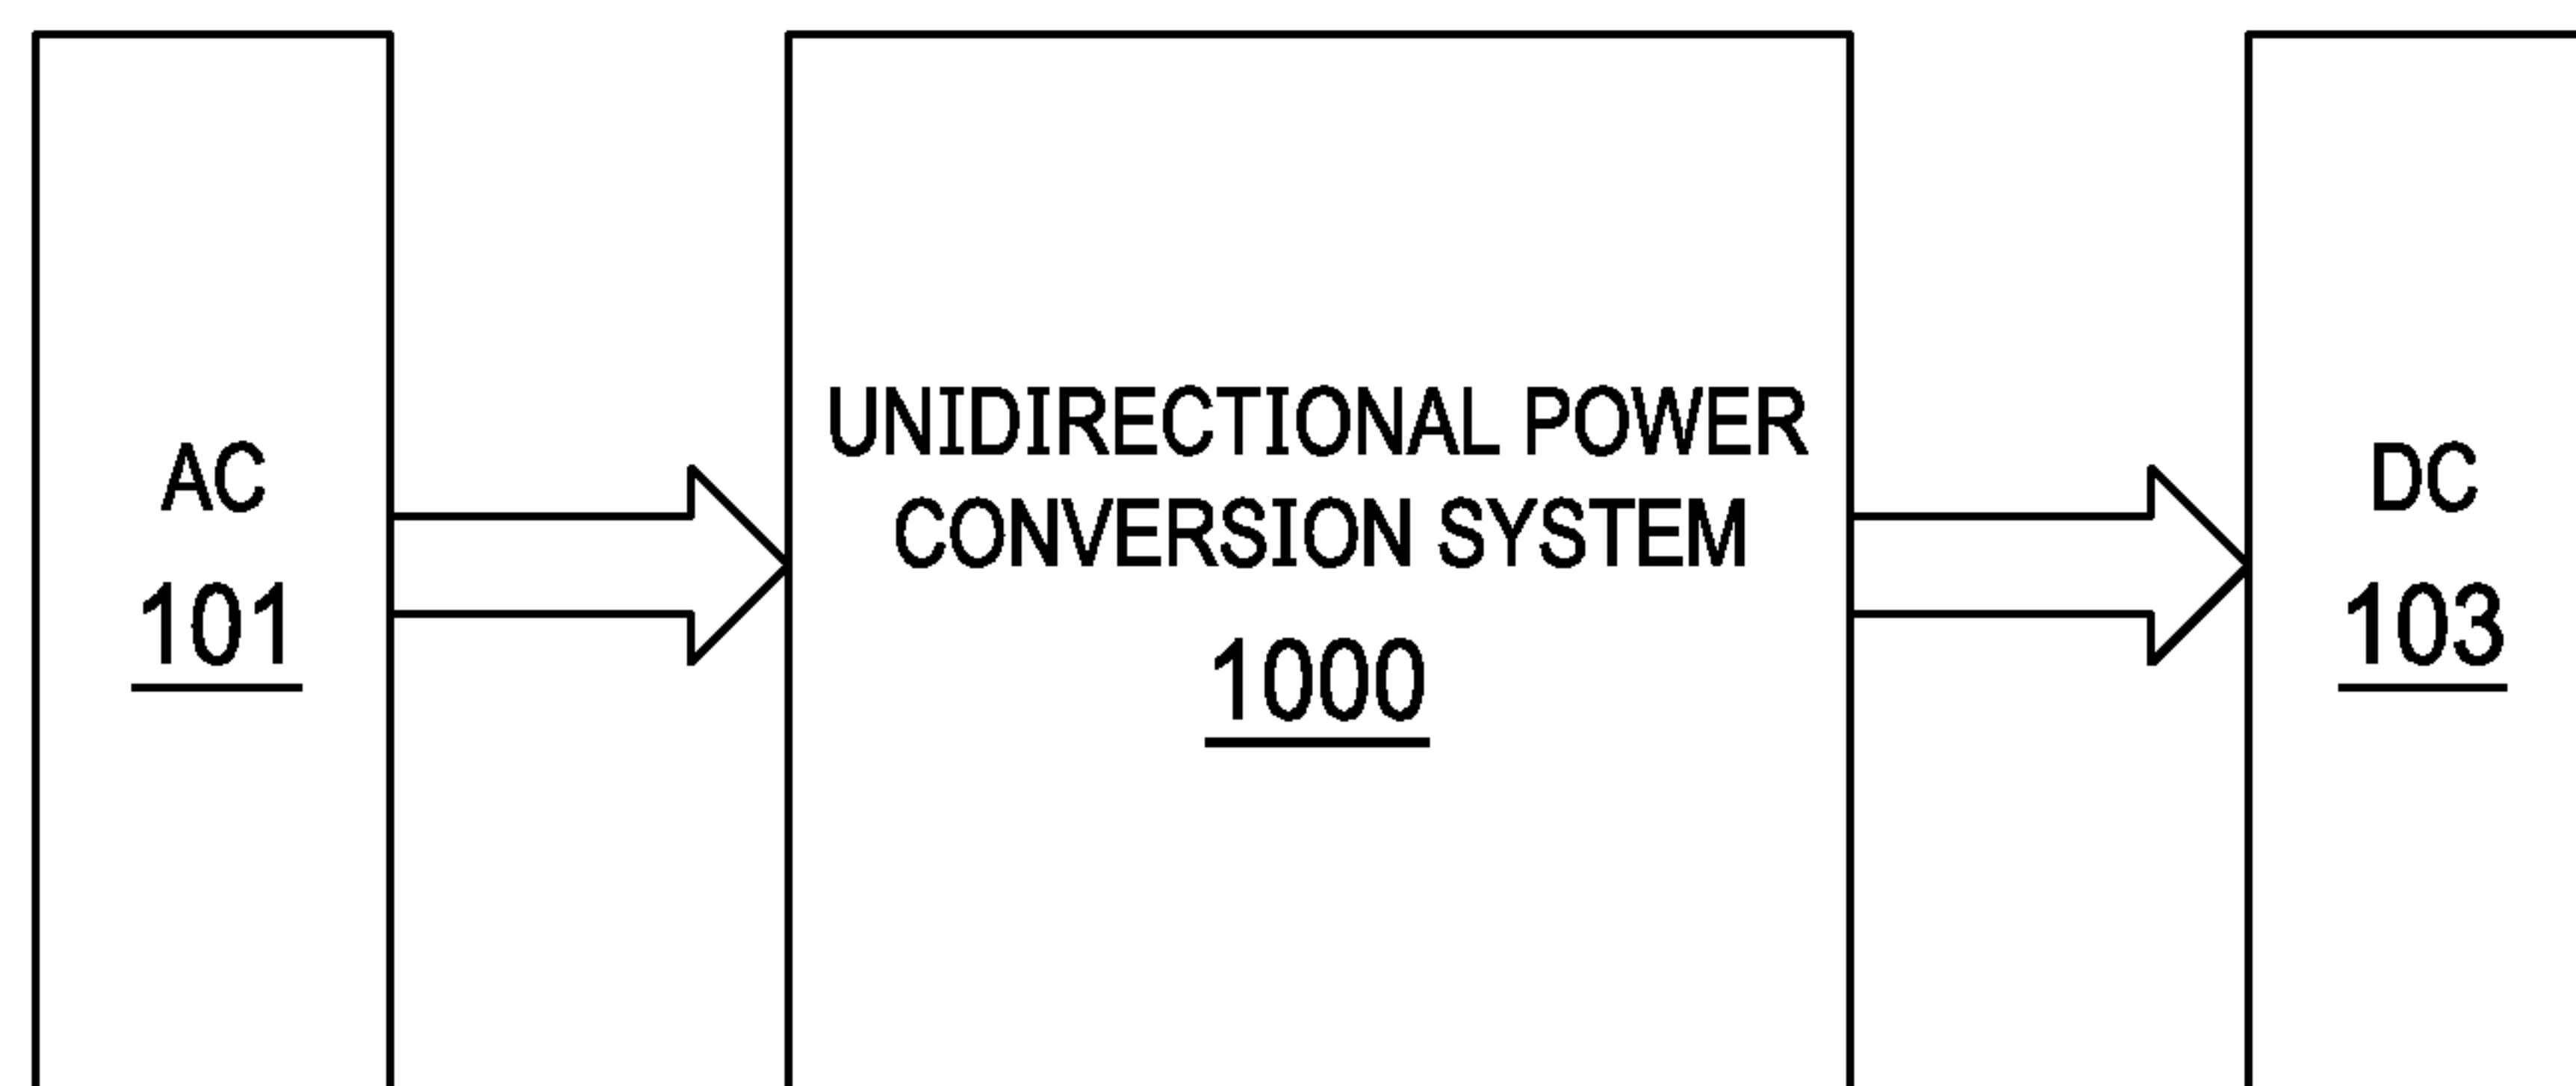 AC
101
UNIDIRECTIONAL POWER
CONVERSION SYSTEM
1000
DC
103